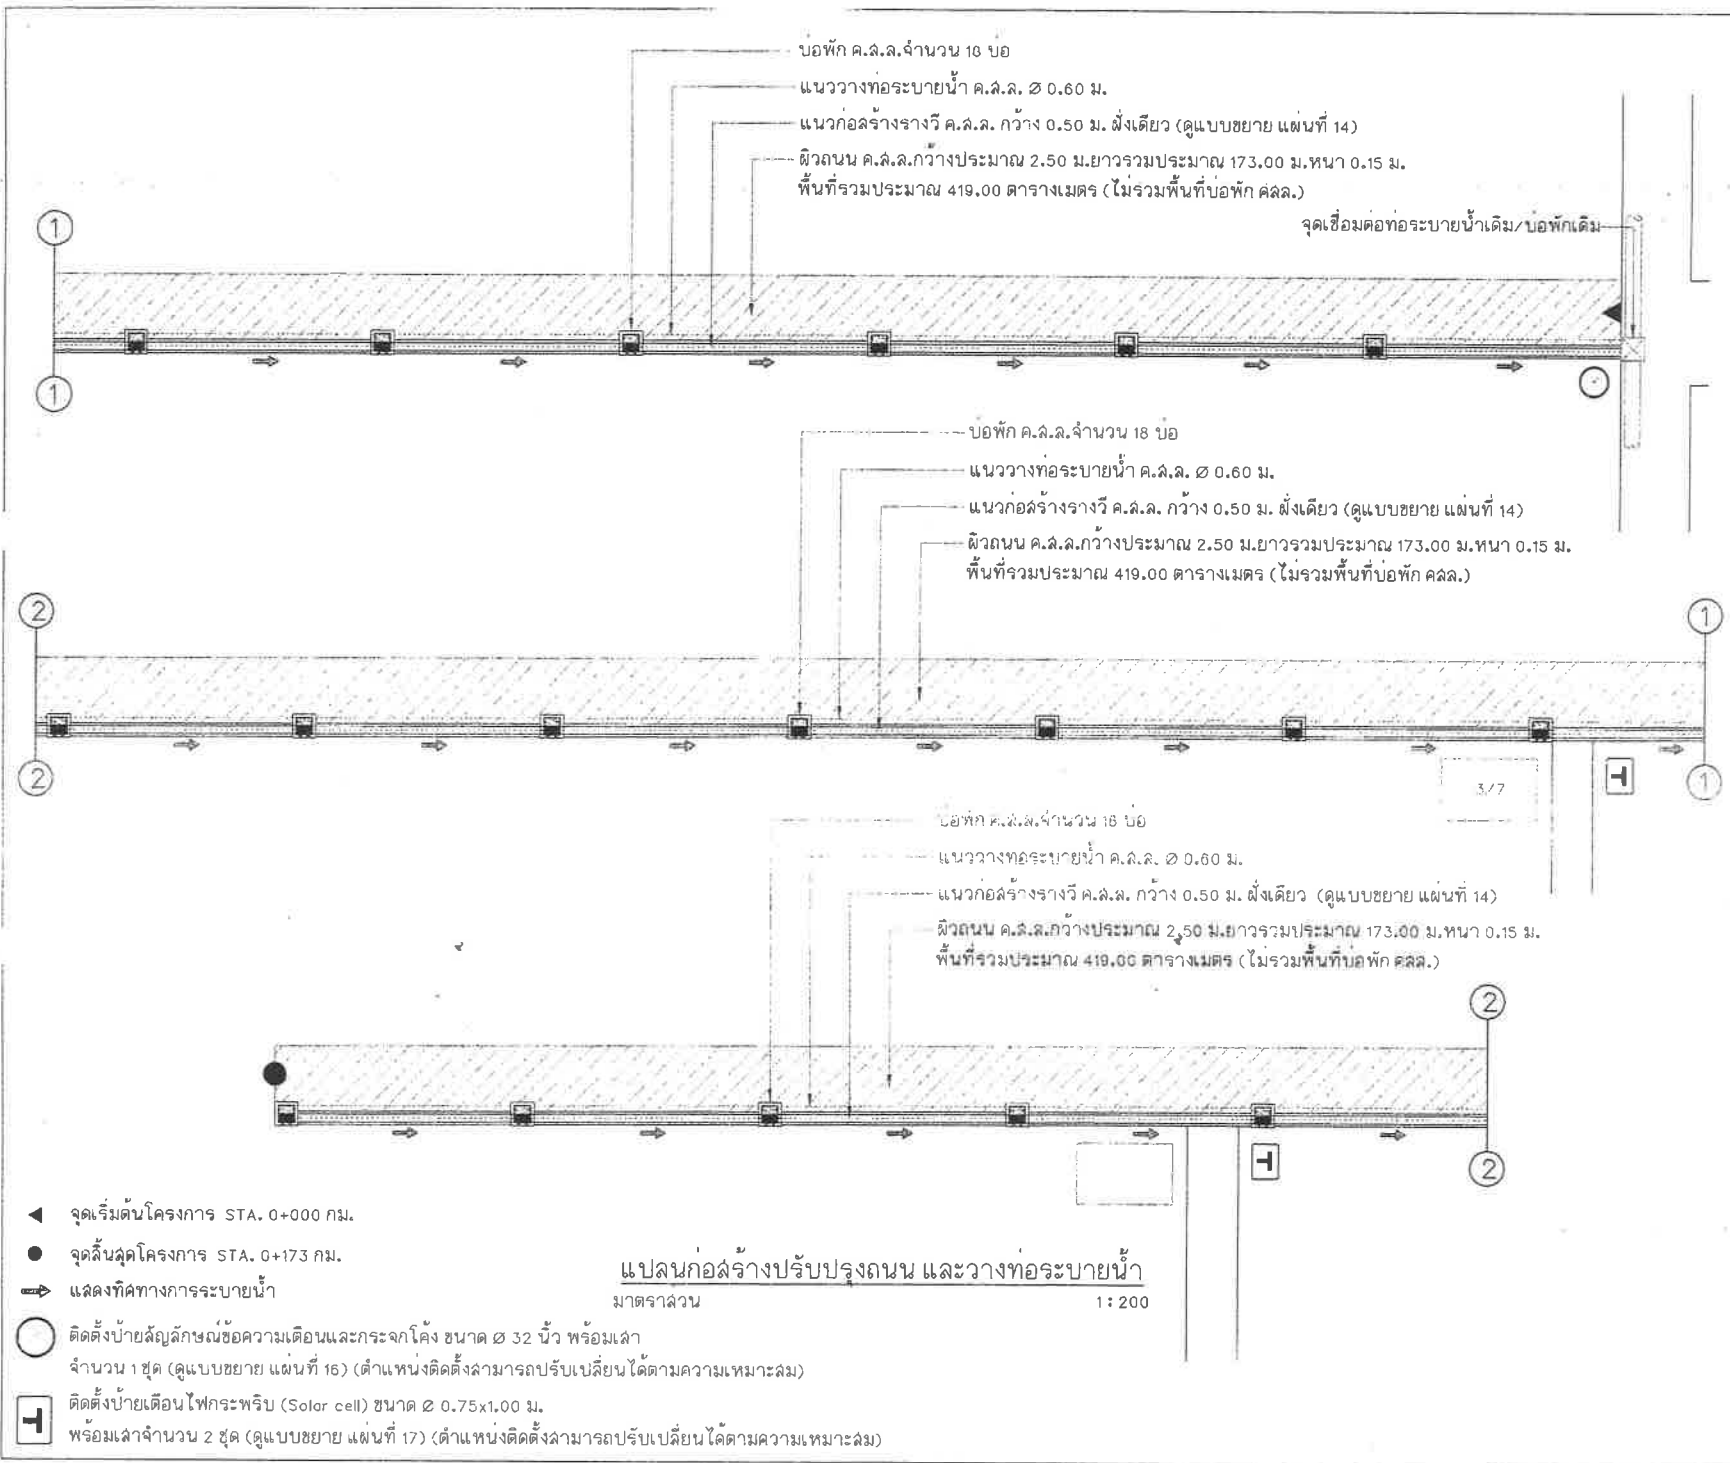 บ่อพัก ค.ส.ล.จำนวน 18 บ่อ
แนววางท่อระบายน้ำ ค.ส.ล. Ø 0.60 ม.
แนวก่อสร้างรางวี ค.ส.ล. กว้าง 0.50 ม. ฝั่งเดียว (ดูแบบขยาย แผ่นที่ 14)
ผิวถนน ค.ส.ล.กว้างประมาณ 2.50 ม.ยาวรวมประมาณ 173.00 ม.หนา 0.15 ม.
พื้นที่รวมประมาณ 419.00 ตารางเมตร (ไม่รวมพื้นที่บ่อพัก คสล.)
จุดเชื่อมต่อท่อระบายน้ำเดิม/บ่อพักเดิม
1
1
บ่อพัก ค.ส.ล.จำนวน 18 บ่อ
แนววางท่อระบายน้ำ ค.ส.ล. Ø 0.60 ม.
แนวก่อสร้างรางวี ค.ส.ล. กว้าง 0.50 ม. ฝั่งเดียว (ดูแบบขยาย แผ่นที่ 14)
ผิวถนน ค.ส.ล.กว้างประมาณ 2.50 ม.ยาวรวมประมาณ 173.00 ม.หนา 0.15 ม.
พื้นที่รวมประมาณ 419.00 ตารางเมตร (ไม่รวมพื้นที่บ่อพัก คสล.)
2 1
2 1
3/7
บ่อพัก ค.ส.ล.จำนวน 18 บ่อ
แนววางท่อระบายน้ำ ค.ส.ล. Ø 0.60 ม.
แนวก่อสร้างรางวี ค.ส.ล. กว้าง 0.50 ม. ฝั่งเดียว (ดูแบบขยาย แผ่นที่ 14)
ผิวถนน ค.ส.ล.กว้างประมาณ 2.50 ม.ยาวรวมประมาณ 173.00 ม.หนา 0.15 ม.
พื้นที่รวมประมาณ 419.00 ตารางเมตร (ไม่รวมพื้นที่บ่อพัก คสล.)
2
2
จุดเริ่มต้นโครงการ STA. 0+000 กม.
จุดสิ้นสุดโครงการ STA. 0+173 กม.
แสดงทิศทางการระบายน้ำ
แปลนก่อสร้างปรับปรุงถนน และวางท่อระบายน้ำ
มาตราส่วน 1:200
ติดตั้งป้ายสัญลักษณ์ข้อความเตือนและกระจกโค้ง ขนาด Ø 32 นิ้ว พร้อมเสา
จำนวน 1 ชุด (ดูแบบขยาย แผ่นที่ 16) (ตำแหน่งติดตั้งสามารถปรับเปลี่ยนได้ตามความเหมาะสม)
ติดตั้งป้ายเตือนไฟกระพริบ (Solar cell) ขนาด Ø 0.75x1.00 ม.
พร้อมเสาจำนวน 2 ชุด (ดูแบบขยาย แผ่นที่ 17) (ตำแหน่งติดตั้งสามารถปรับเปลี่ยนได้ตามความเหมาะสม)